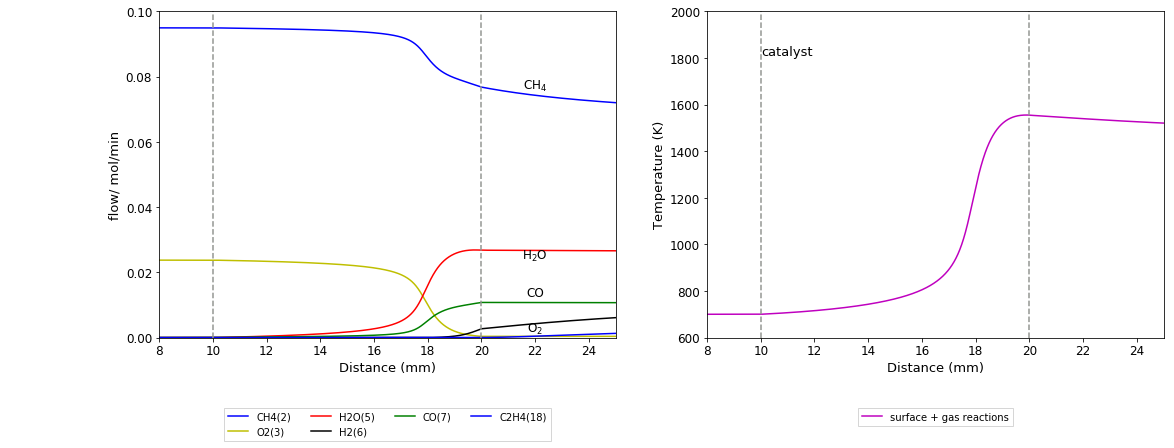 0.10
0.08
0.06
0.04
0.02
0.00
flow/ mol/min
CH₄
H₂O
CO
O₂
8 10 12 14 16 18 20 22 24
Distance (mm)
CH4(2) H2O(5) CO(7) C2H4(18)
O2(3) H2(6)
2000
1800
1600
1400
1200
1000
800
600
Temperature (K)
catalyst
8 10 12 14 16 18 20 22 24
Distance (mm)
surface + gas reactions